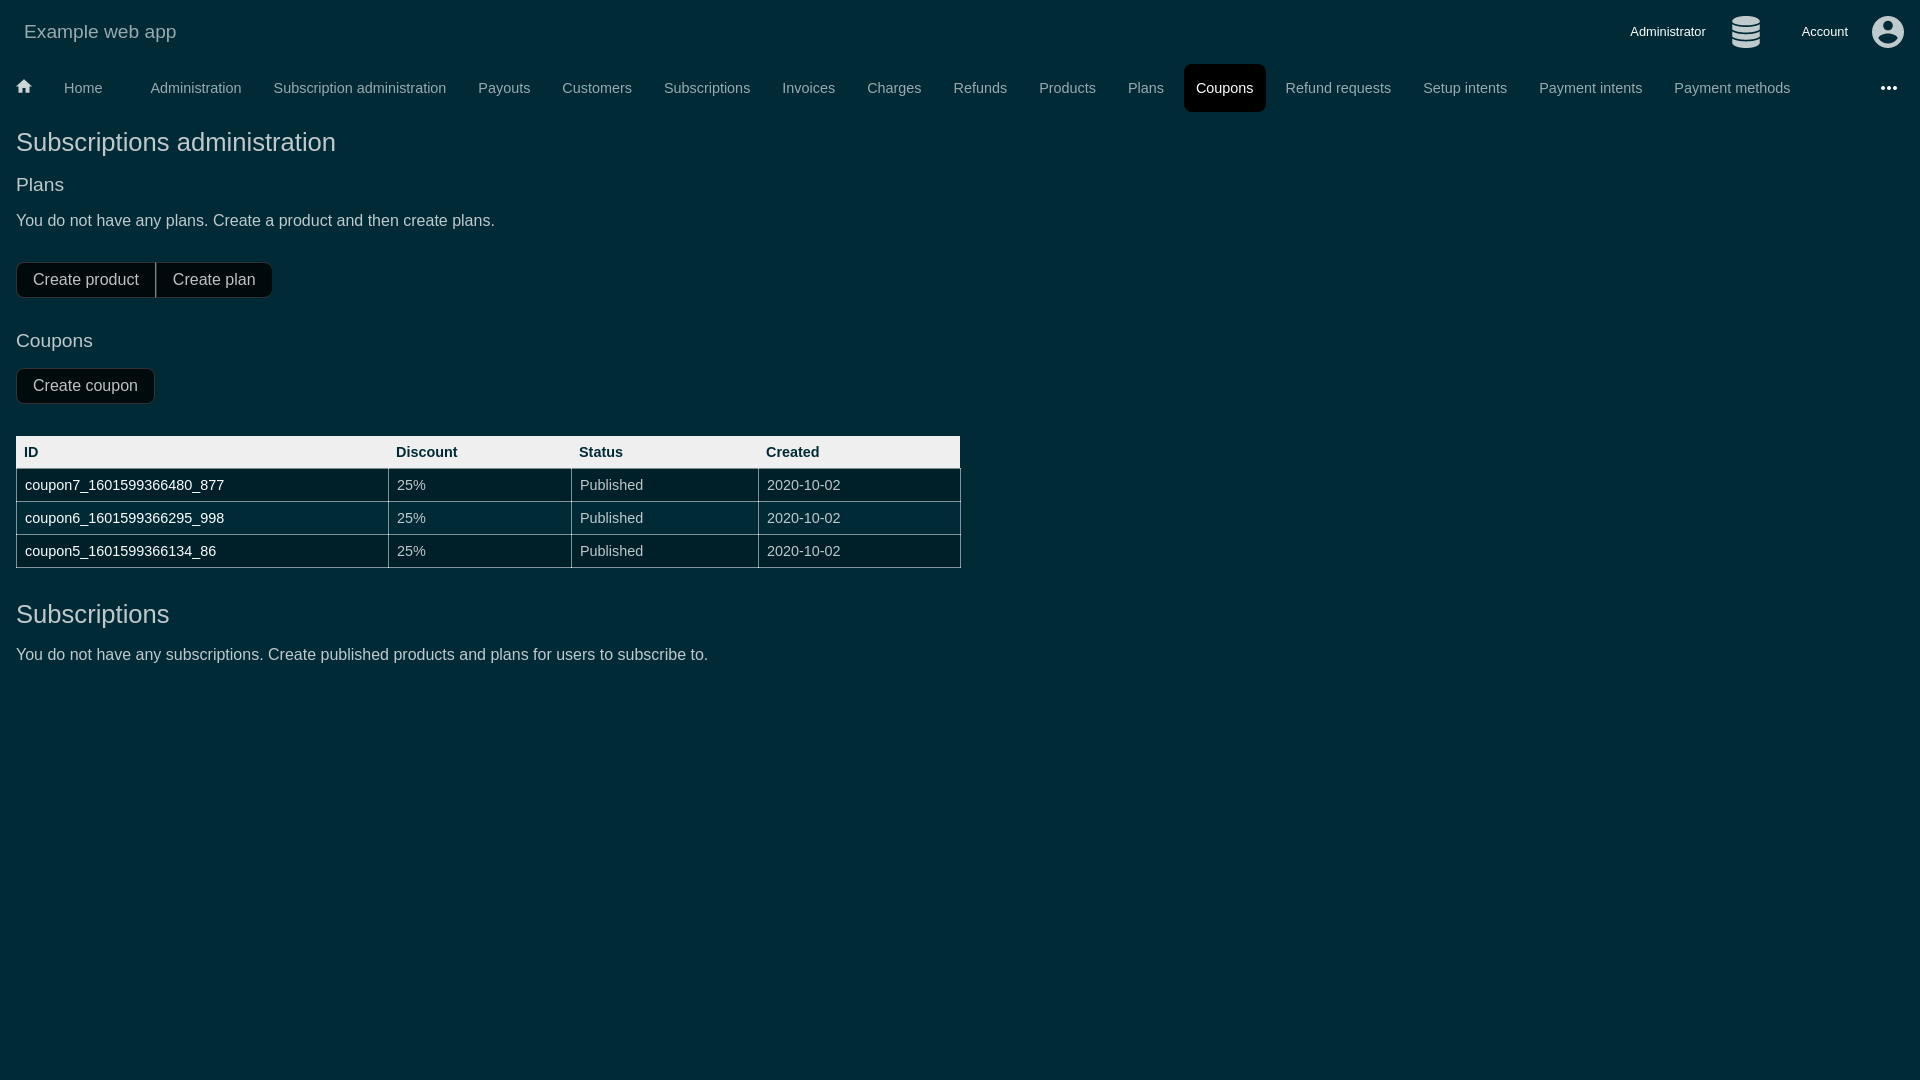 Example web app
Administrator
Account
Home Administration Subscription administration Payouts Customers Subscriptions Invoices Charges Refunds Products Plans Coupons Refund requests Setup intents Payment intents Payment methods
Subscriptions administration
Plans
You do not have any plans. Create a product and then create plans.
Create product Create plan
Coupons
Create coupon
ID Discount Status Created
coupon7_1601599366480_877 25% Published 2020-10-02
coupon6_1601599366295_998 25% Published 2020-10-02
coupon5_1601599366134_86 25% Published 2020-10-02
Subscriptions
You do not have any subscriptions. Create published products and plans for users to subscribe to.